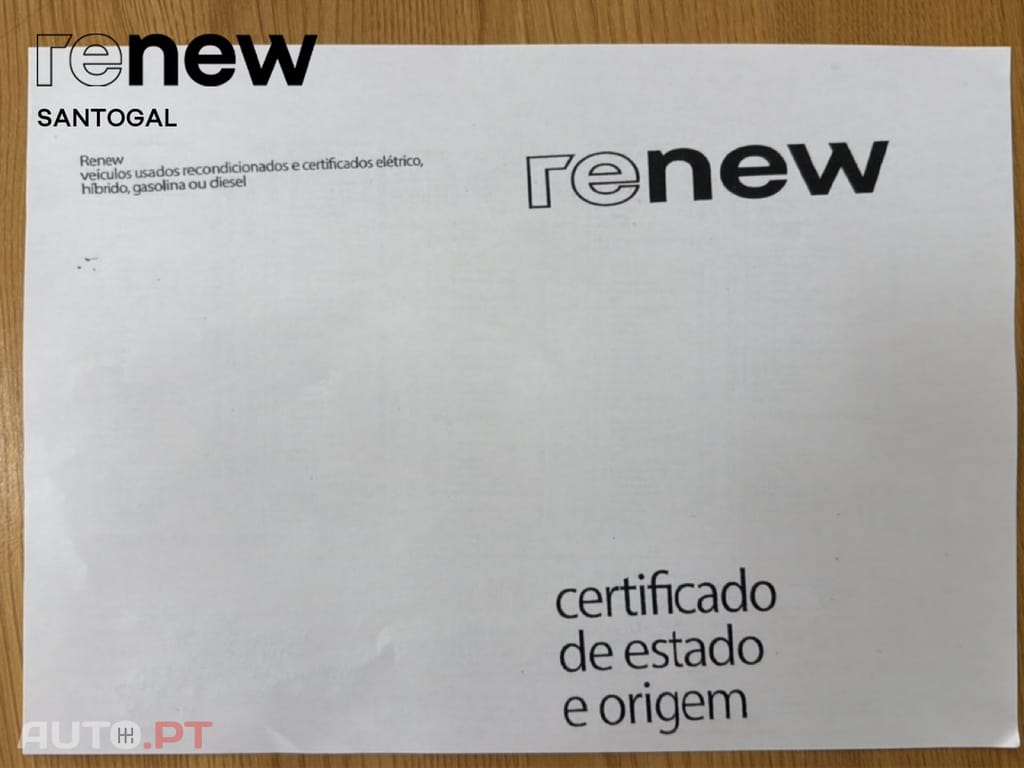 renew
SANTOGAL
Renew
veículos usados recondicionados e certificados elétrico,
híbrido, gasolina ou diesel
renew
certificado
de estado
e origem
AUTO.PT